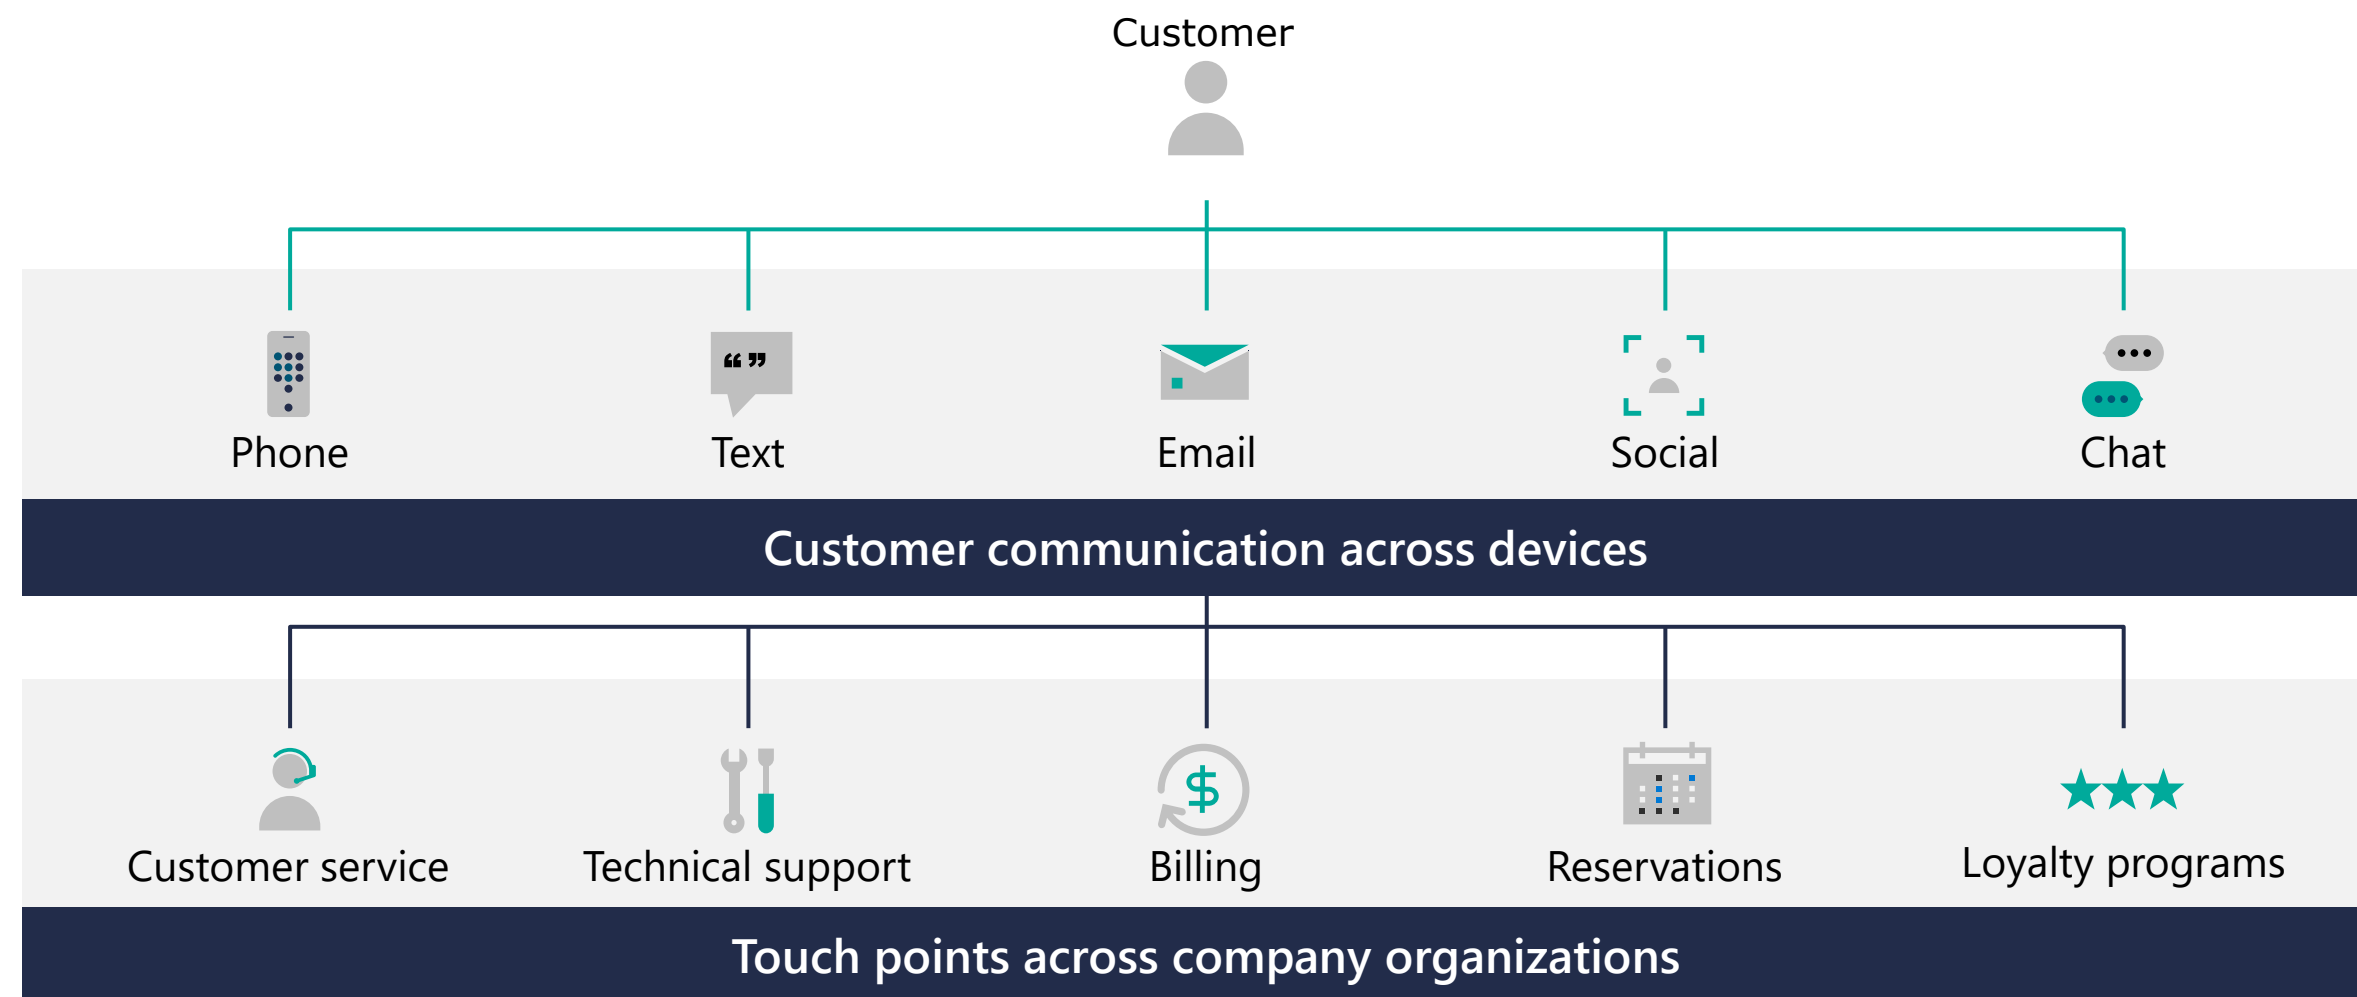 Customer
Phone
Text
Email
Social
Chat
Customer communication across devices
Customer service
Technical support
Billing
Reservations
Loyalty programs
Touch points across company organizations